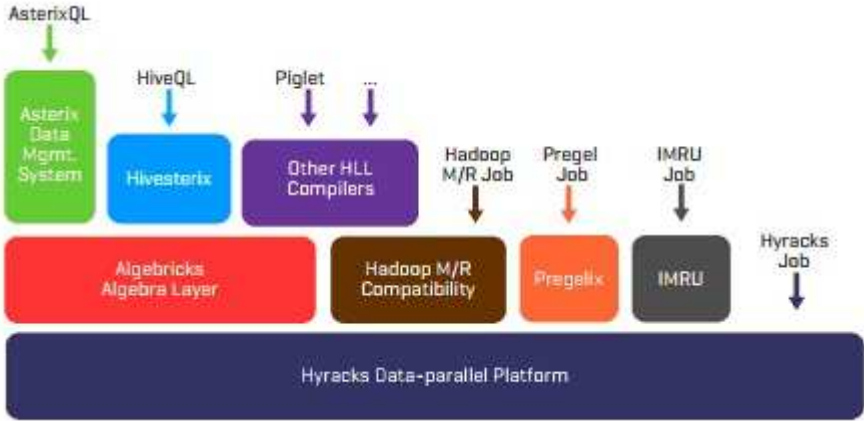 AsterixQL
HiveQL
Piglet
...
Asterix
Data
Mgmt.
System
Hivesterix
Other HLL
Compilers
Hadoop
M/R Job
Pregel
Job
IMRU
Job
Hyracks
Job
Algebricks
Algebra Layer
Hadoop M/R
Compatibility
Pregelix
IMRU
Hyracks Data-parallel Platform